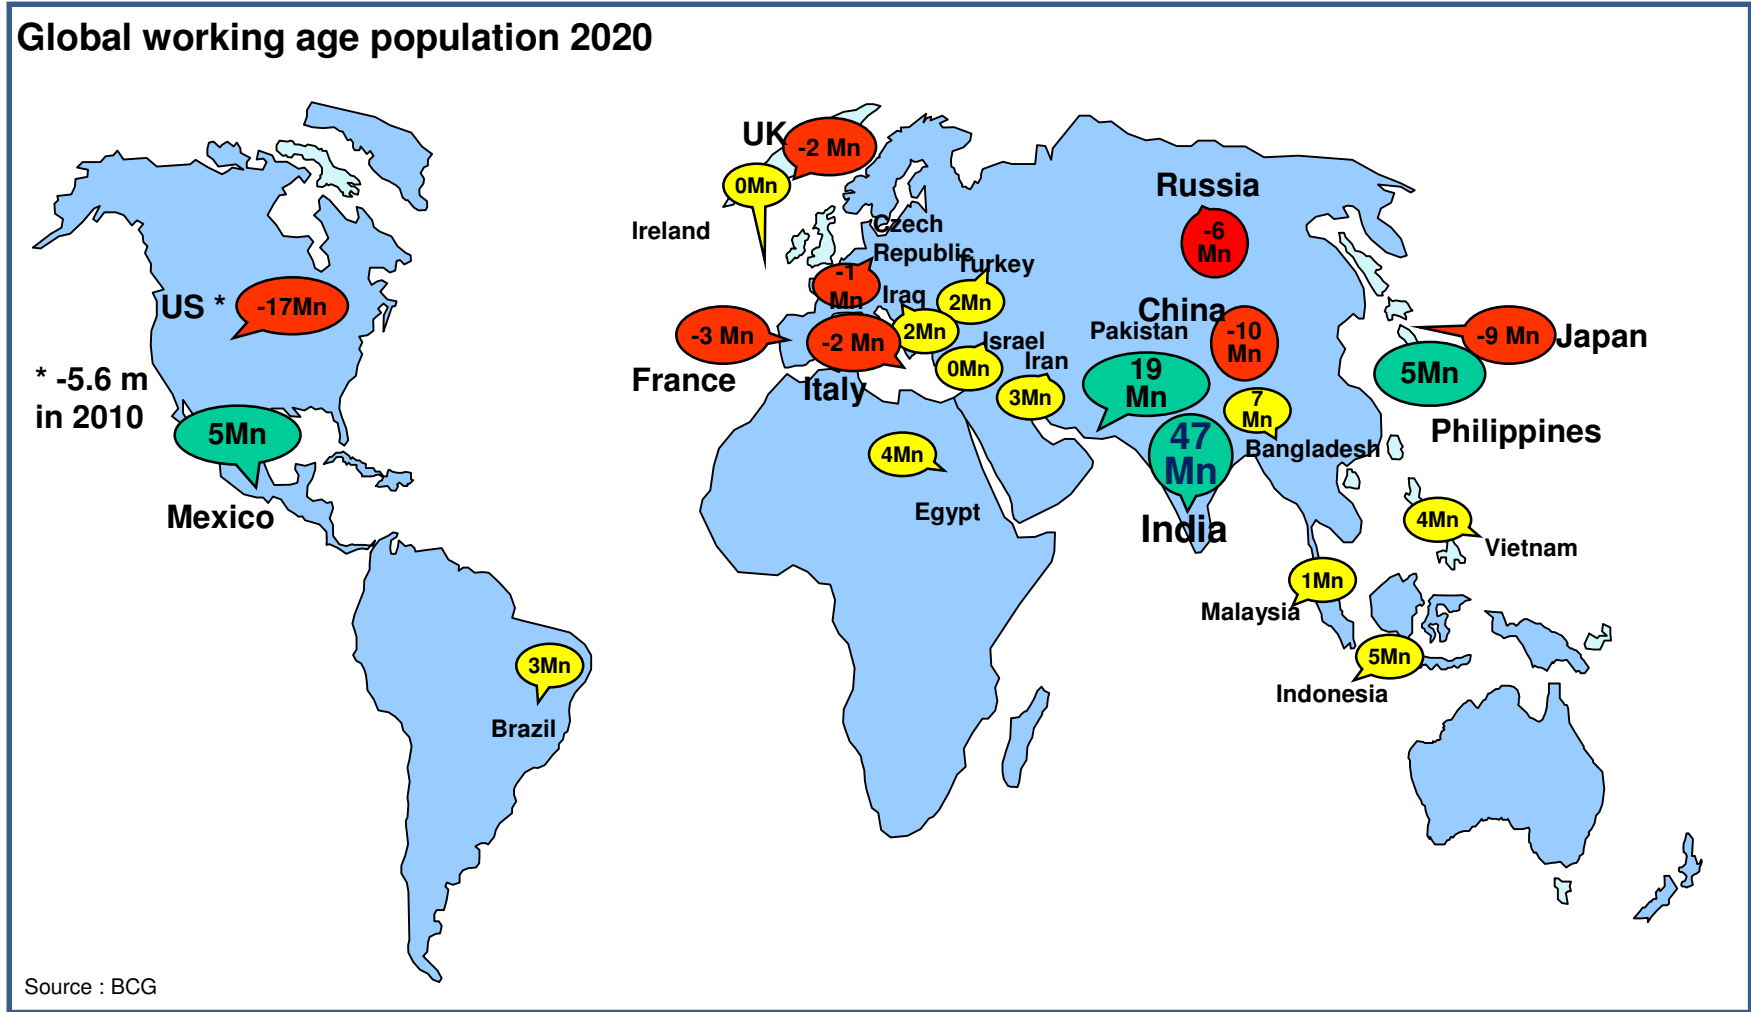 Global working age population 2020
UK
-2 Mn
0Mn
Ireland
Czech
Republic
-1
Mn
Turkey
2Mn
Iraq
2Mn
Russia
-6
Mn
US *
-17Mn
* -5.6 m
in 2010
-3 Mn
France
-2 Mn
Italy
Israel
0Mn
Iran
3Mn
China
-10
Mn
Pakistan
19
Mn
-9 Mn
Japan
5Mn
Philippines
5Mn
Mexico
4Mn
Egypt
47
Mn
India
7
Mn
Bangladesh
4Mn
Vietnam
1Mn
Malaysia
5Mn
Indonesia
3Mn
Brazil
Source : BCG